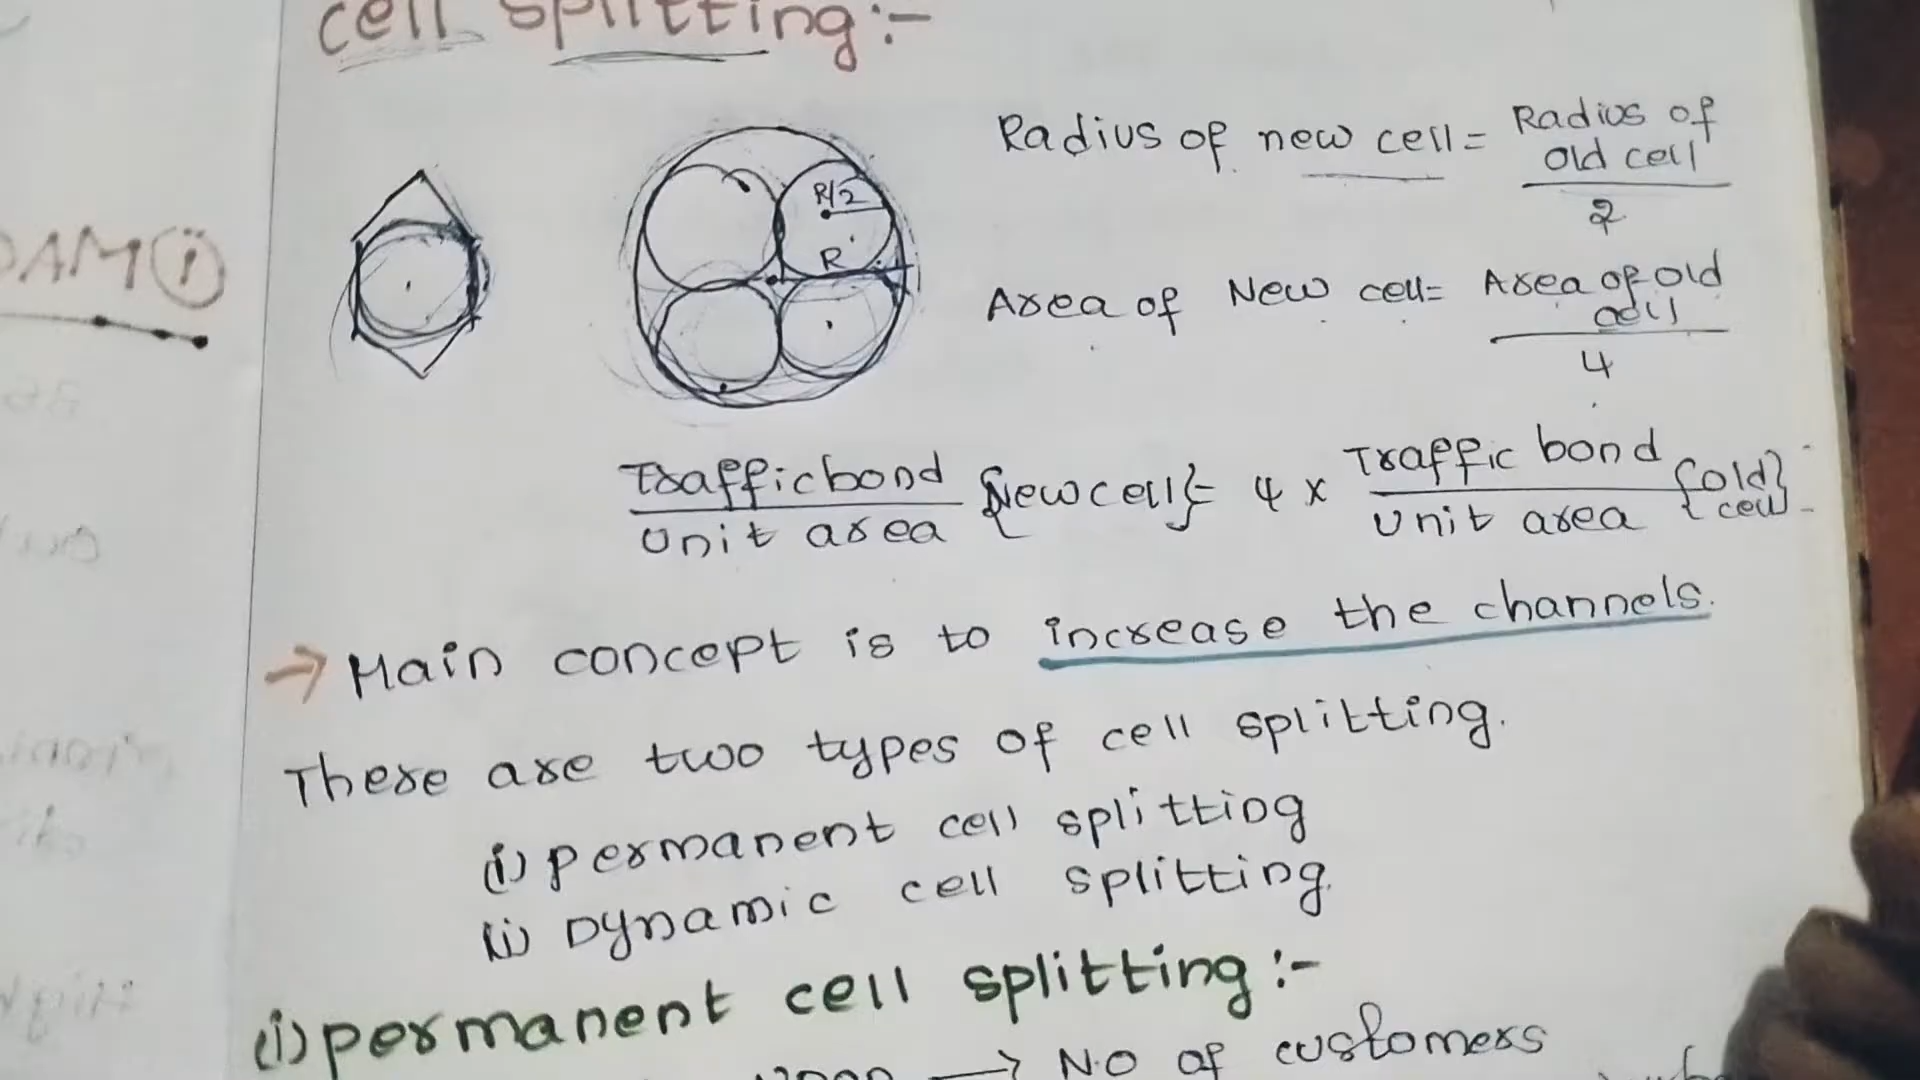 cell splitting:-
DAM (i)
R/2
R
Radius of new cell = Radius of old cell / 2
Area of New cell = Area of old cell / 4
Traffic bond / Unit area {New cell} = 4 x Traffic bond / Unit area {old cell}
→ Main concept is to increase the channels.
There are two types of cell splitting.
(i) permanent cell splitting
(ii) Dynamic cell splitting.
(i) permanent cell splitting:-
→ N.O of customers